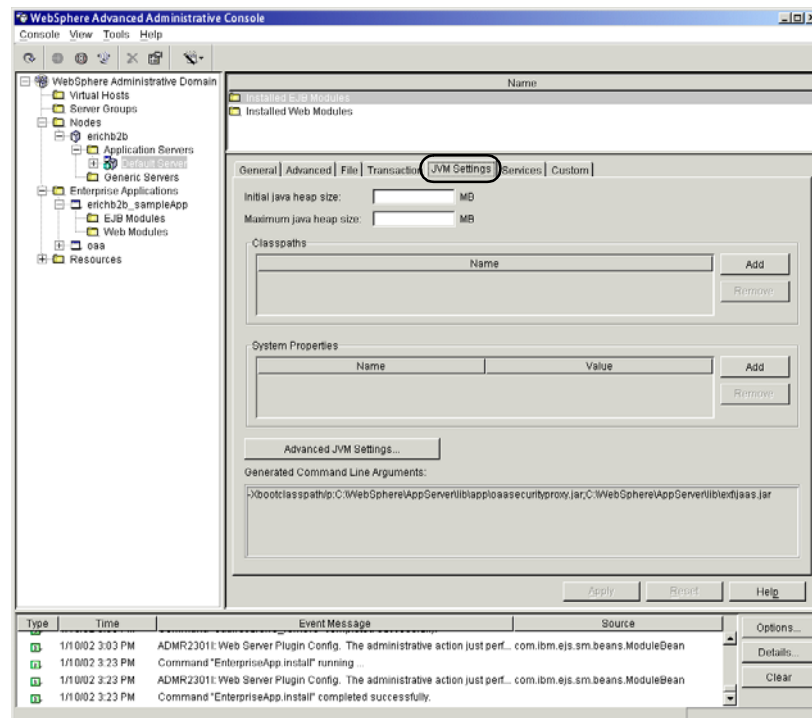 WebSphere Advanced Administrative Console
Console View Tools Help
WebSphere Administrative Domain
Virtual Hosts
Server Groups
Nodes
erichb2b
Application Servers
Default Server
Generic Servers
Enterprise Applications
erichb2b_sampleApp
EJB Modules
Web Modules
oaa
Resources
Name
Installed EJB Modules
Installed Web Modules
General Advanced File Transaction JVM Settings Services Custom
Initial java heap size: MB
Maximum java heap size: MB
Classpaths
Name
Add
Remove
System Properties
Name Value
Add
Remove
Advanced JVM Settings...
Generated Command Line Arguments:
-Xbootclasspath/p:C:\WebSphere\AppServer\lib\app\oaasecurityproxy.jar;C:\WebSphere\AppServer\lib\ext\jaas.jar
Apply Reset Help
Type Time Event Message Source
1/10/02 3:03 PM ADMR2301I: Web Server Plugin Config. The administrative action just perf... com.ibm.ejs.sm.beans.ModuleBean
1/10/02 3:23 PM Command "EnterpriseApp.install" running ...
1/10/02 3:23 PM ADMR2301I: Web Server Plugin Config. The administrative action just perf... com.ibm.ejs.sm.beans.ModuleBean
1/10/02 3:23 PM Command "EnterpriseApp.install" completed successfully.
Options...
Details...
Clear